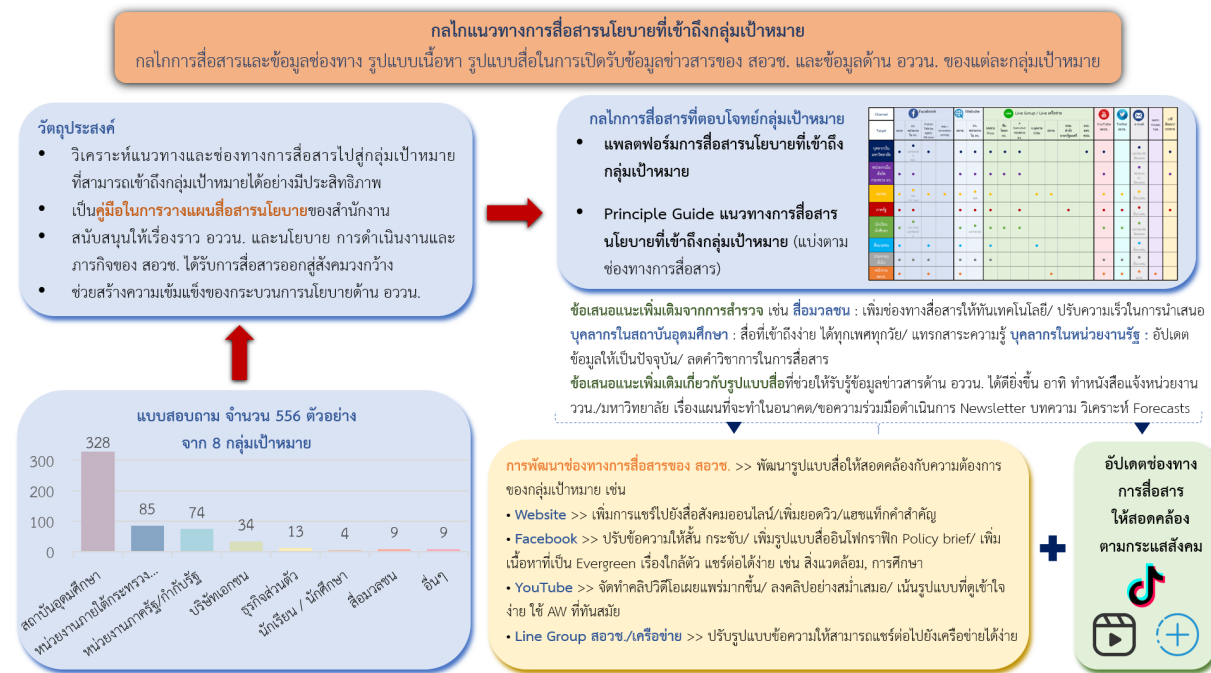 กลไกแนวทางการสื่อสารนโยบายที่เข้าถึงกลุ่มเป้าหมาย
กลไกการสื่อสารและข้อมูลช่องทาง รูปแบบเนื้อหา รูปแบบสื่อในการเปิดรับข้อมูลข่าวสารของ สอวช. และข้อมูลด้าน อววน. ของแต่ละกลุ่มเป้าหมาย
วัตถุประสงค์
• วิเคราะห์แนวทางและช่องทางการสื่อสารไปสู่กลุ่มเป้าหมาย
ที่สามารถเข้าถึงกลุ่มเป้าหมายได้อย่างมีประสิทธิภาพ
• เป็นคู่มือในการวางแผนสื่อสารนโยบายของสำนักงาน
• สนับสนุนให้เรื่องราว อววน. และนโยบาย การดำเนินงานและ
ภารกิจของ สอวช. ได้รับการสื่อสารออกสู่สังคมวงกว้าง
• ช่วยสร้างความเข้มแข็งของกระบวนการนโยบายด้าน อววน.
กลไกการสื่อสารที่ตอบโจทย์กลุ่มเป้าหมาย
• แพลตฟอร์มการสื่อสารนโยบายที่เข้าถึง
กลุ่มเป้าหมาย
• Principle Guide แนวทางการสื่อสาร
นโยบายที่เข้าถึงกลุ่มเป้าหมาย (แบ่งตาม
ช่องทางการสื่อสาร)
Channel
Facebook
Website
Line Group / Line เครือข่าย
YouTube
Twitter
Target
ข้อเสนอแนะเพิ่มเติมจากการสำรวจ เช่น สื่อมวลชน : เพิ่มช่องทางสื่อสารให้ทันเทคโนโลยี/ ปรับความเร็วในการนำเสนอ
บุคลากรในสถาบันอุดมศึกษา : สื่อที่เข้าถึงง่าย ได้ทุกเพศทุกวัย/ แทรกสาระความรู้ บุคลากรในหน่วยงานรัฐ : อัปเดต
ข้อมูลให้เป็นปัจจุบัน/ ลดคำวิชาการในการสื่อสาร
ข้อเสนอแนะเพิ่มเติมเกี่ยวกับรูปแบบสื่อที่ช่วยให้รับรู้ข้อมูลข่าวสารด้าน อววน. ได้ดียิ่งขึ้น อาทิ ทำหนังสือแจ้งหน่วยงาน
ววน./มหาวิทยาลัย เรื่องแผนที่จะทำในอนาคต/ขอความร่วมมือดำเนินการ Newsletter บทความ วิเคราะห์ Forecasts
แบบสอบถาม จำนวน 556 ตัวอย่าง
จาก 8 กลุ่มเป้าหมาย
328
85
74
34
13
4
9
9
300
200
100
0
สถาบันอุดมศึกษา
หน่วยงานภายใต้กระทรวง...
หน่วยงานภาครัฐ/กำกับรัฐ
บริษัทเอกชน
ธุรกิจส่วนตัว
นักเรียน / นักศึกษา
สื่อมวลชน
อื่นๆ
การพัฒนาช่องทางการสื่อสารของ สอวช. >> พัฒนารูปแบบสื่อให้สอดคล้องกับความต้องการ
ของกลุ่มเป้าหมาย เช่น
• Website >> เพิ่มการแชร์ไปยังสื่อสังคมออนไลน์/เพิ่มยอดวิว/แฮชแท็กคำสำคัญ
• Facebook >> ปรับข้อความให้สั้น กระชับ/ เพิ่มรูปแบบสื่ออินโฟกราฟิก Policy brief/ เพิ่ม
เนื้อหาที่เป็น Evergreen เรื่องใกล้ตัว แชร์ต่อได้ง่าย เช่น สิ่งแวดล้อม, การศึกษา
• YouTube >> จัดทำคลิปวิดีโอเผยแพร่มากขึ้น/ ลงคลิปอย่างสม่ำเสมอ/ เน้นรูปแบบที่ดูเข้าใจ
ง่าย ใช้ AW ที่ทันสมัย
• Line Group สอวช./เครือข่าย >> ปรับรูปแบบข้อความให้สามารถแชร์ต่อไปยังเครือข่ายได้ง่าย
อัปเดตช่องทาง
การสื่อสาร
ให้สอดคล้อง
ตามกระแสสังคม